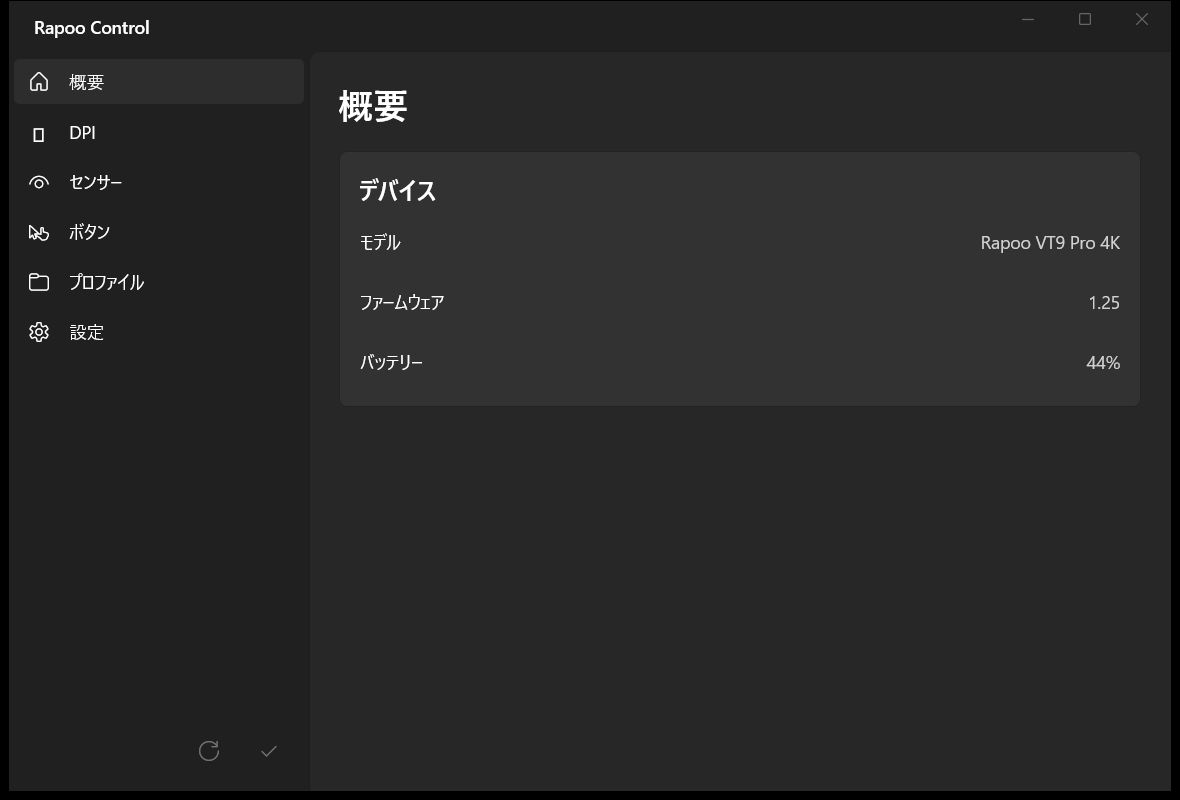 Rapoo Control
概要
DPI
センサー
ボタン
プロファイル
設定
概要
デバイス
モデル Rapoo VT9 Pro 4K
ファームウェア 1.25
バッテリー 44%